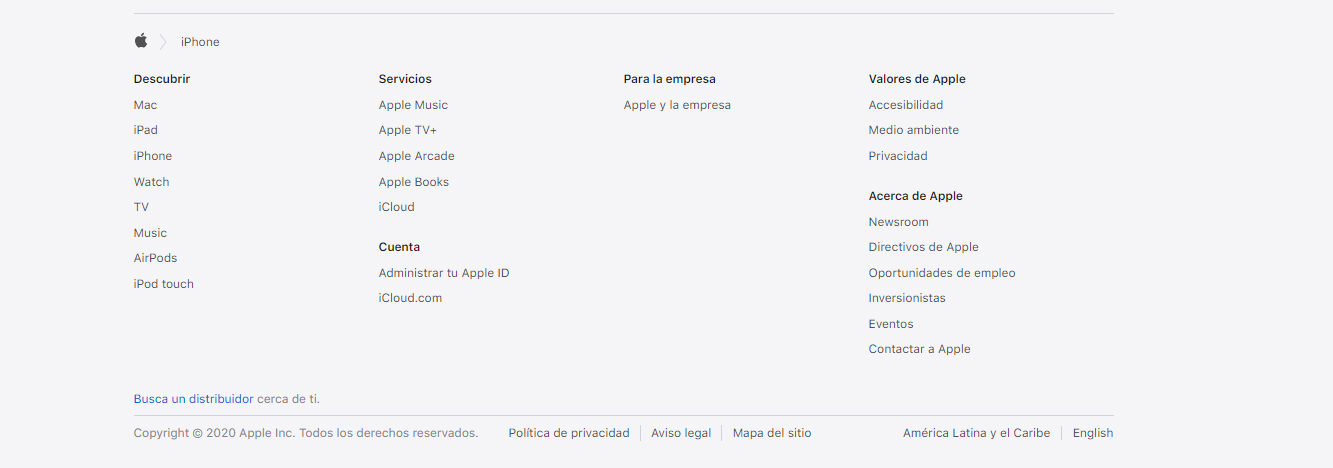 iPhone
Descubrir
Mac
iPad
iPhone
Watch
TV
Music
AirPods
iPod touch
Servicios
Apple Music
Apple TV+
Apple Arcade
Apple Books
iCloud
Cuenta
Administrar tu Apple ID
iCloud.com
Para la empresa
Apple y la empresa
Valores de Apple
Accesibilidad
Medio ambiente
Privacidad
Acerca de Apple
Newsroom
Directivos de Apple
Oportunidades de empleo
Inversionistas
Eventos
Contactar a Apple
Busca un distribuidor cerca de ti.
Copyright © 2020 Apple Inc. Todos los derechos reservados. Política de privacidad Aviso legal Mapa del sitio América Latina y el Caribe English